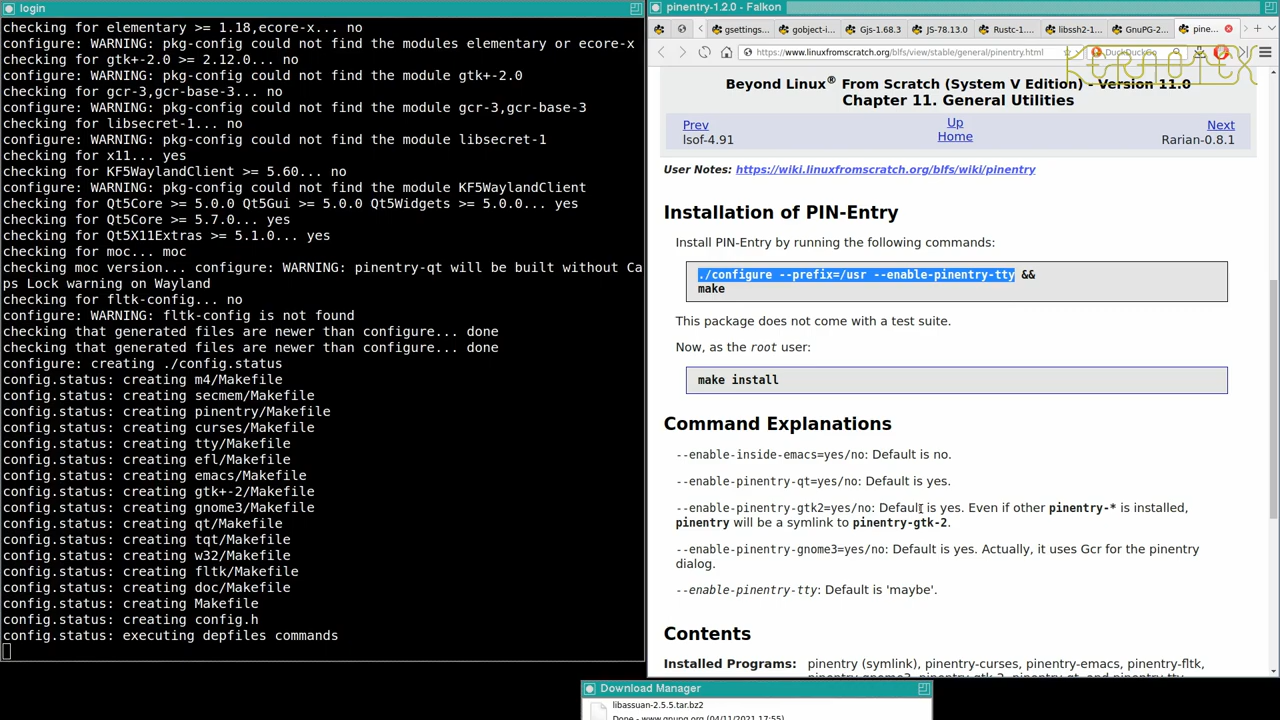 login
checking for elementary >= 1.18,ecore-x... no
configure: WARNING: pkg-config could not find the modules elementary or ecore-x
checking for gtk+-2.0 >= 2.12.0... no
configure: WARNING: pkg-config could not find the module gtk+-2.0
checking for gcr-3,gcr-base-3... no
configure: WARNING: pkg-config could not find the module gcr-3,gcr-base-3
checking for libsecret-1... no
configure: WARNING: pkg-config could not find the module libsecret-1
checking for x11... yes
checking for KF5WaylandClient >= 5.60... no
configure: WARNING: pkg-config could not find the module KF5WaylandClient
checking for Qt5Core >= 5.0.0 Qt5Gui >= 5.0.0 Qt5Widgets >= 5.0.0... yes
checking for Qt5Core >= 5.7.0... yes
checking for Qt5X11Extras >= 5.1.0... yes
checking for moc... moc
checking moc version... configure: WARNING: pinentry-qt will be built without Ca
ps Lock warning on Wayland
checking for fltk-config... no
configure: WARNING: fltk-config is not found
checking that generated files are newer than configure... done
checking that generated files are newer than configure... done
configure: creating ./config.status
config.status: creating m4/Makefile
config.status: creating secmem/Makefile
config.status: creating pinentry/Makefile
config.status: creating curses/Makefile
config.status: creating tty/Makefile
config.status: creating efl/Makefile
config.status: creating emacs/Makefile
config.status: creating gtk+-2/Makefile
config.status: creating gnome3/Makefile
config.status: creating qt/Makefile
config.status: creating tqt/Makefile
config.status: creating w32/Makefile
config.status: creating fltk/Makefile
config.status: creating doc/Makefile
config.status: creating Makefile
config.status: creating config.h
config.status: executing depfiles commands
pinentry-1.2.0 - Falkon
gsettings... gobject-i... Gjs-1.68.3 JS-78.13.0 Rustc-1.... libssh2-1... GnuPG-2... pine...
https://www.linuxfromscratch.org/blfs/view/stable/general/pinentry.html DuckDuckGo
KERNOTEX
Beyond Linux® From Scratch (System V Edition) - Version 11.0
Chapter 11. General Utilities
Prev Up Next
lsof-4.91 Home Rarian-0.8.1
User Notes: https://wiki.linuxfromscratch.org/blfs/wiki/pinentry
Installation of PIN-Entry
Install PIN-Entry by running the following commands:
./configure --prefix=/usr --enable-pinentry-tty &&
make
This package does not come with a test suite.
Now, as the root user:
make install
Command Explanations
--enable-inside-emacs=yes/no: Default is no.
--enable-pinentry-qt=yes/no: Default is yes.
--enable-pinentry-gtk2=yes/no: Default is yes. Even if other pinentry-* is installed,
pinentry will be a symlink to pinentry-gtk-2.
--enable-pinentry-gnome3=yes/no: Default is yes. Actually, it uses Gcr for the pinentry
dialog.
--enable-pinentry-tty: Default is 'maybe'.
Contents
Installed Programs: pinentry (symlink), pinentry-curses, pinentry-emacs, pinentry-fltk,
Download Manager
libassuan-2.5.5.tar.bz2
Done - www.gnupg.org (04/11/2021 17:55)